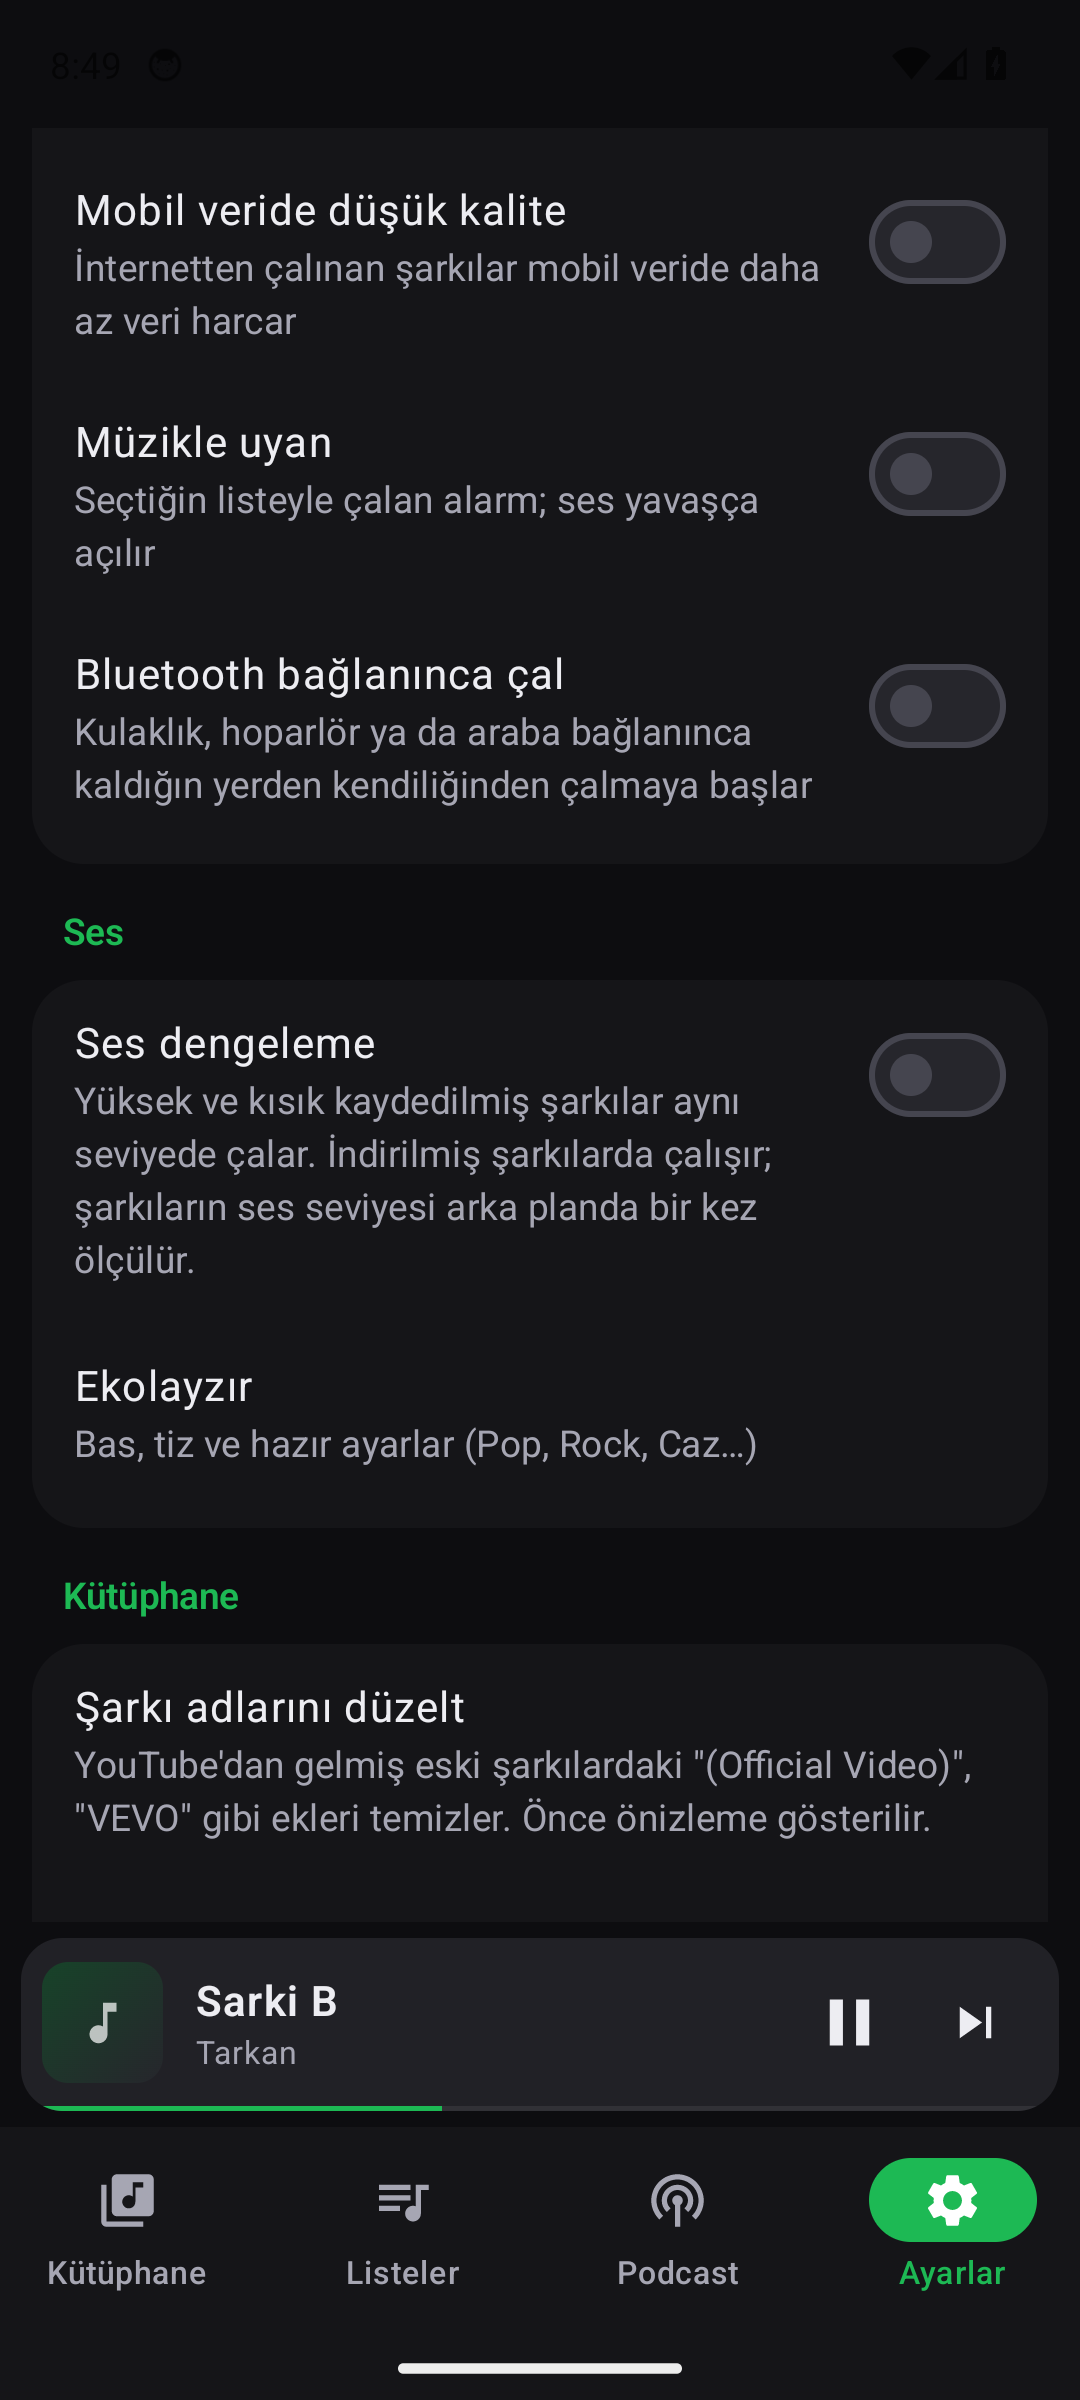 8:49
Mobil veride düşük kalite
İnternetten çalınan şarkılar mobil veride daha
az veri harcar
Müzikle uyan
Seçtiğin listeyle çalan alarm; ses yavaşça
açılır
Bluetooth bağlanınca çal
Kulaklık, hoparlör ya da araba bağlanınca
kaldığın yerden kendiliğinden çalmaya başlar
Ses
Ses dengeleme
Yüksek ve kısık kaydedilmiş şarkılar aynı
seviyede çalar. İndirilmiş şarkılarda çalışır;
şarkıların ses seviyesi arka planda bir kez
ölçülür.
Ekolayzır
Bas, tiz ve hazır ayarlar (Pop, Rock, Caz…)
Kütüphane
Şarkı adlarını düzelt
YouTube'dan gelmiş eski şarkılardaki "(Official Video)",
"VEVO" gibi ekleri temizler. Önce önizleme gösterilir.
Sarki B
Tarkan
Kütüphane
Listeler
Podcast
Ayarlar